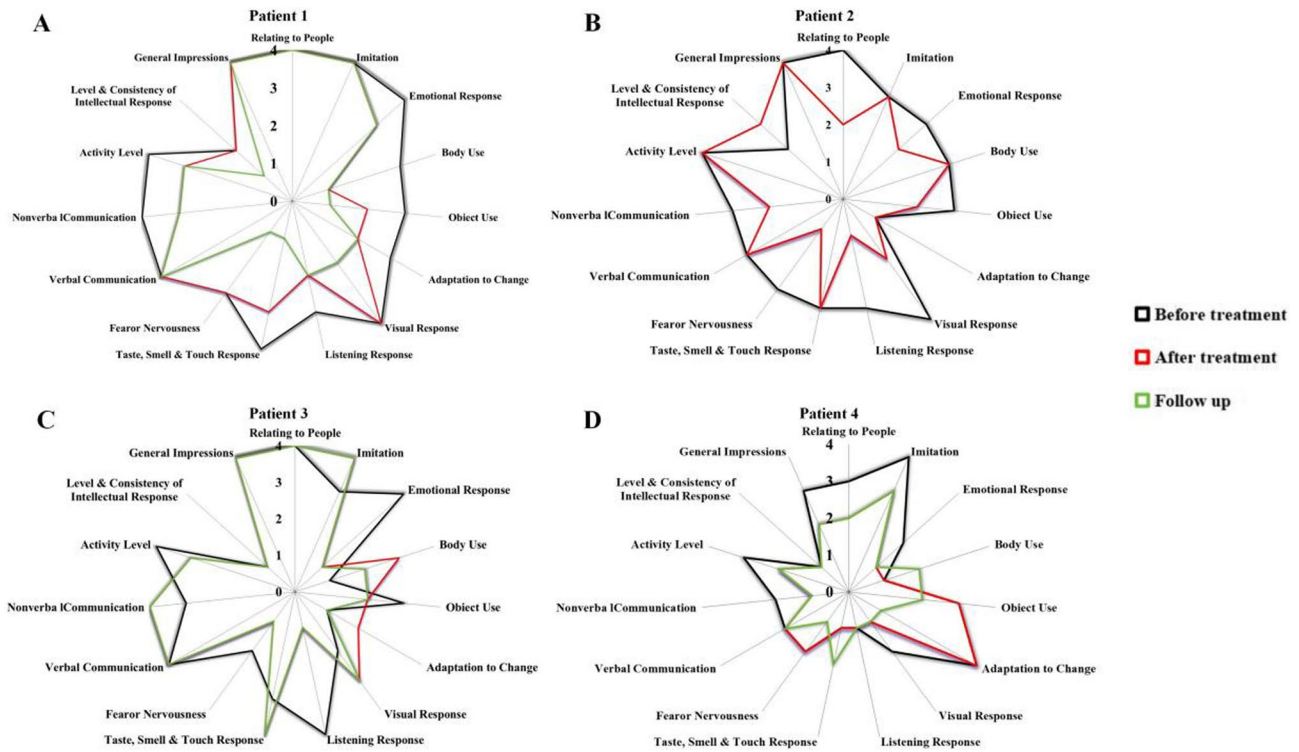 A
Patient 1
Relating to People
Imitation
Emotional Response
Body Use
Obiect Use
Adaptation to Change
Visual Response
Listening Response
Taste, Smell & Touch Response
Fearor Nervousness
Verbal Communication
Nonverba lCommunication
Activity Level
Level & Consistency of
Intellectual Response
General Impressions
4
3
2
1
0
B
Patient 2
Relating to People
Imitation
Emotional Response
Body Use
Obiect Use
Adaptation to Change
Visual Response
Listening Response
Taste, Smell & Touch Response
Fearor Nervousness
Verbal Communication
Nonverba lCommunication
Activity Level
Level & Consistency of
Intellectual Response
General Impressions
4
3
2
1
0
Before treatment
After treatment
Follow up
C
Patient 3
Relating to People
Imitation
Emotional Response
Body Use
Obiect Use
Adaptation to Change
Visual Response
Listening Response
Taste, Smell & Touch Response
Fearor Nervousness
Verbal Communication
Nonverba lCommunication
Activity Level
Level & Consistency of
Intellectual Response
General Impressions
4
3
2
1
0
D
Patient 4
Relating to People
Imitation
Emotional Response
Body Use
Obiect Use
Adaptation to Change
Visual Response
Listening Response
Taste, Smell & Touch Response
Fearor Nervousness
Verbal Communication
Nonverba lCommunication
Activity Level
Level & Consistency of
Intellectual Response
General Impressions
4
3
2
1
0